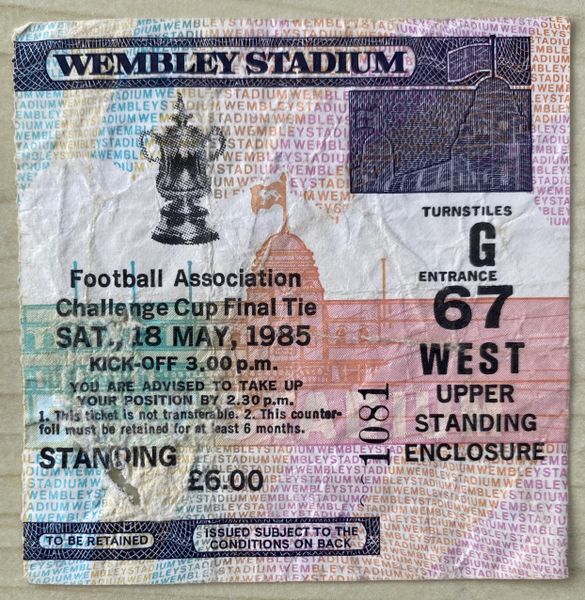 WEMBLEY STADIUM
TURNSTILES
G
ENTRANCE
67
WEST
UPPER
STANDING
ENCLOSURE
Football Association
Challenge Cup Final Tie
SAT., 18 MAY, 1985
KICK-OFF 3.00 p.m.
YOU ARE ADVISED TO TAKE UP
YOUR POSITION BY 2.30 p.m.
1. This ticket is not transferable. 2. This counter-
foil must be retained for at least 6 months.
STANDING
£6.00
1081
TO BE RETAINED
ISSUED SUBJECT TO THE
CONDITIONS ON BACK